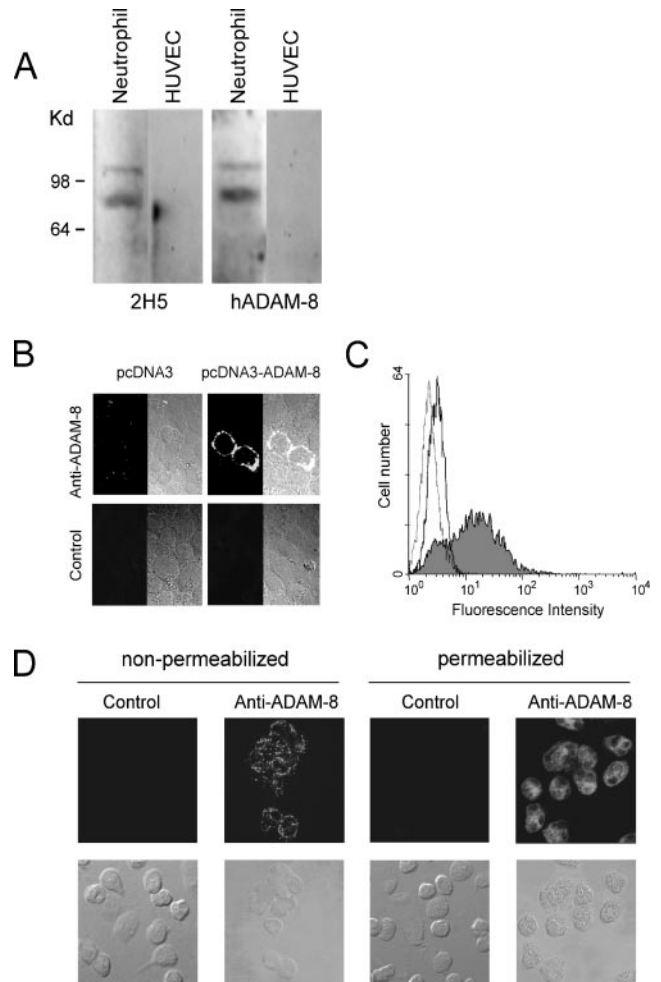 A
Neutrophil
HUVEC
Neutrophil
HUVEC
Kd
98
64
2H5
hADAM-8
B
pcDNA3
pcDNA3-ADAM-8
Anti-ADAM-8
Control
C
64
Cell number
0
10⁰ 10¹ 10² 10³ 10⁴
Fluorescence Intensity
D
non-permeabilized
permeabilized
Control
Anti-ADAM-8
Control
Anti-ADAM-8